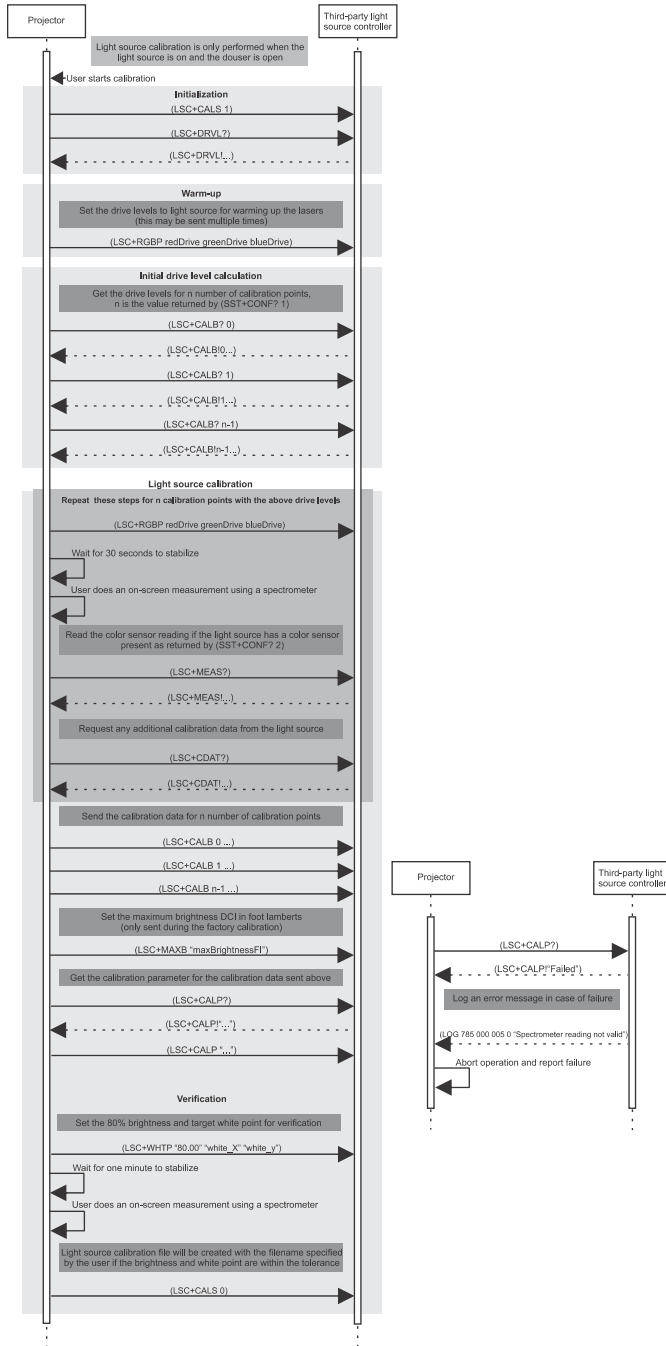 Projector
Third-party light
source controller
Light source calibration is only performed when the
light source is on and the douser is open
User starts calibration
Initialization
(LSC+CALS 1)
(LSC+DRVL?)
(LSC+DRVL!...)
Warm-up
Set the drive levels to light source for warming up the lasers
(this may be sent multiple times)
(LSC+RGBP redDrive greenDrive blueDrive)
Initial drive level calculation
Get the drive levels for n number of calibration points,
n is the value returned by (SST+CONF? 1)
(LSC+CALB? 0)
(LSC+CALB!0...)
(LSC+CALB? 1)
(LSC+CALB!1...)
(LSC+CALB? n-1)
(LSC+CALB!n-1...)
Light source calibration
Repeat these steps for n calibration points with the above drive levels
(LSC+RGBP redDrive greenDrive blueDrive)
Wait for 30 seconds to stabilize
User does an on-screen measurement using a spectrometer
Read the color sensor reading if the light source has a color sensor
present as returned by (SST+CONF? 2)
(LSC+MEAS?)
(LSC+MEAS!...)
Request any additional calibration data from the light source
(LSC+CDAT?)
(LSC+CDAT!...)
Send the calibration data for n number of calibration points
(LSC+CALB 0 ...)
(LSC+CALB 1 ...)
(LSC+CALB n-1 ...)
Set the maximum brightness DCI in foot lamberts
(only sent during the factory calibration)
(LSC+MAXB "maxBrightnessFl")
Get the calibration parameter for the calibration data sent above
(LSC+CALP?)
(LSC+CALP!"...")
(LSC+CALP "...")
Verification
Set the 80% brightness and target white point for verification
(LSC+WHTP "80.00" "white_X" "white_y")
Wait for one minute to stabilize
User does an on-screen measurement using a spectrometer
Light source calibration file will be created with the filename specified
by the user if the brightness and white point are within the tolerance
(LSC+CALS 0)
Projector
Third-party light
source controller
(LSC+CALP?)
(LSC+CALP!"Failed")
Log an error message in case of failure
(LOG 785 000 005 0 "Spectrometer reading not valid")
Abort operation and report failure